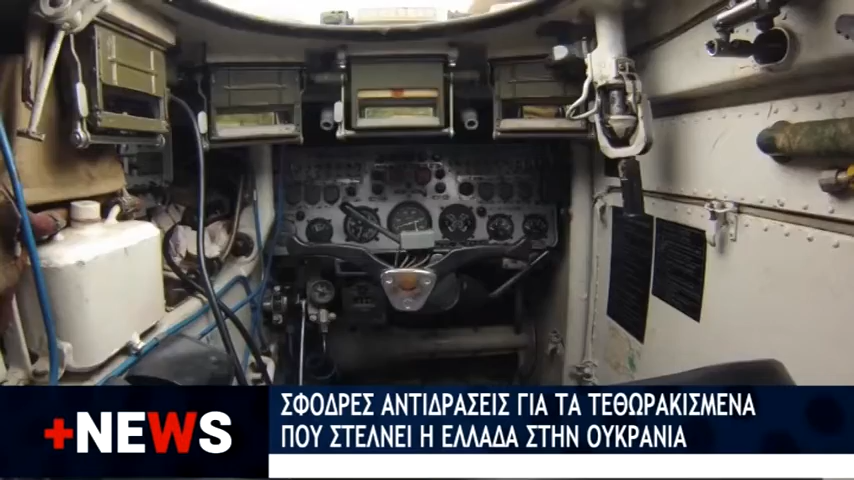 +NEWS
ΣΦΟΔΡΕΣ ΑΝΤΙΔΡΑΣΕΙΣ ΓΙΑ ΤΑ ΤΕΘΩΡΑΚΙΣΜΕΝΑ
ΠΟΥ ΣΤΕΛΝΕΙ Η ΕΛΛΑΔΑ ΣΤΗΝ ΟΥΚΡΑΝΙΑ